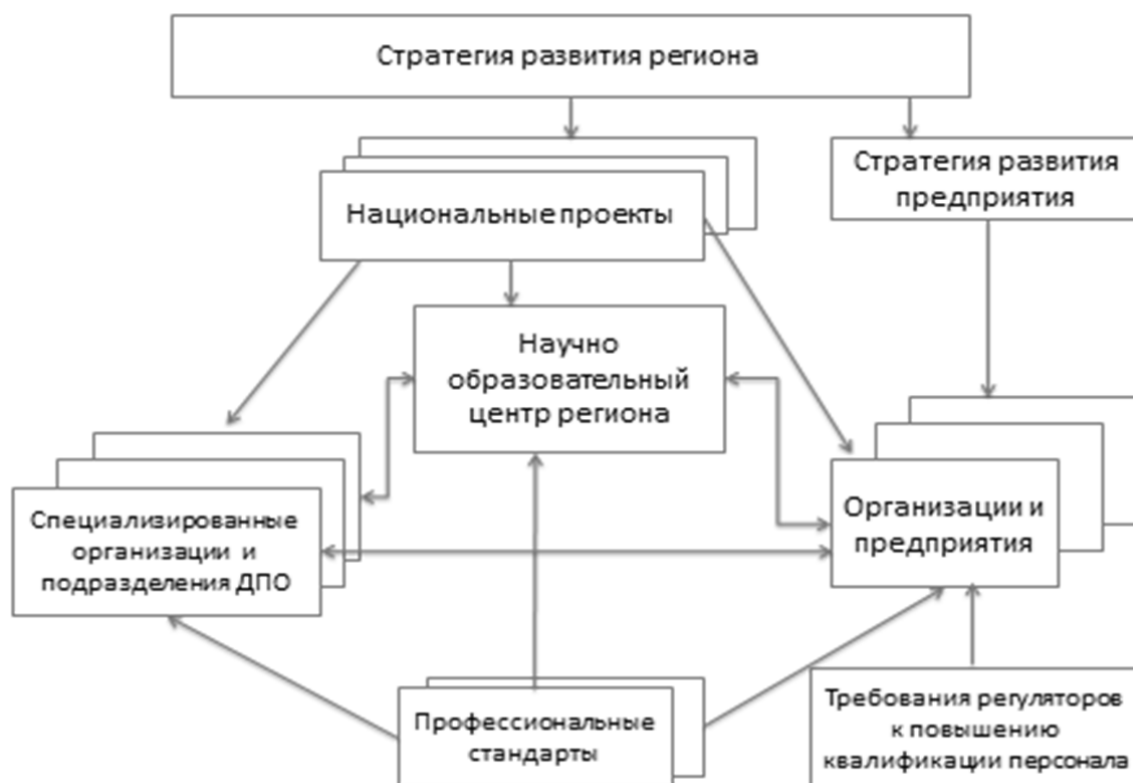 Стратегия развития региона
Стратегия развития
предприятия
Национальные проекты
Научно
образовательный
центр региона
Специализированные
организации и
подразделения ДПО
Организации и
предприятия
Профессиональные
стандарты
Требования регуляторов
к повышению
квалификации персонала